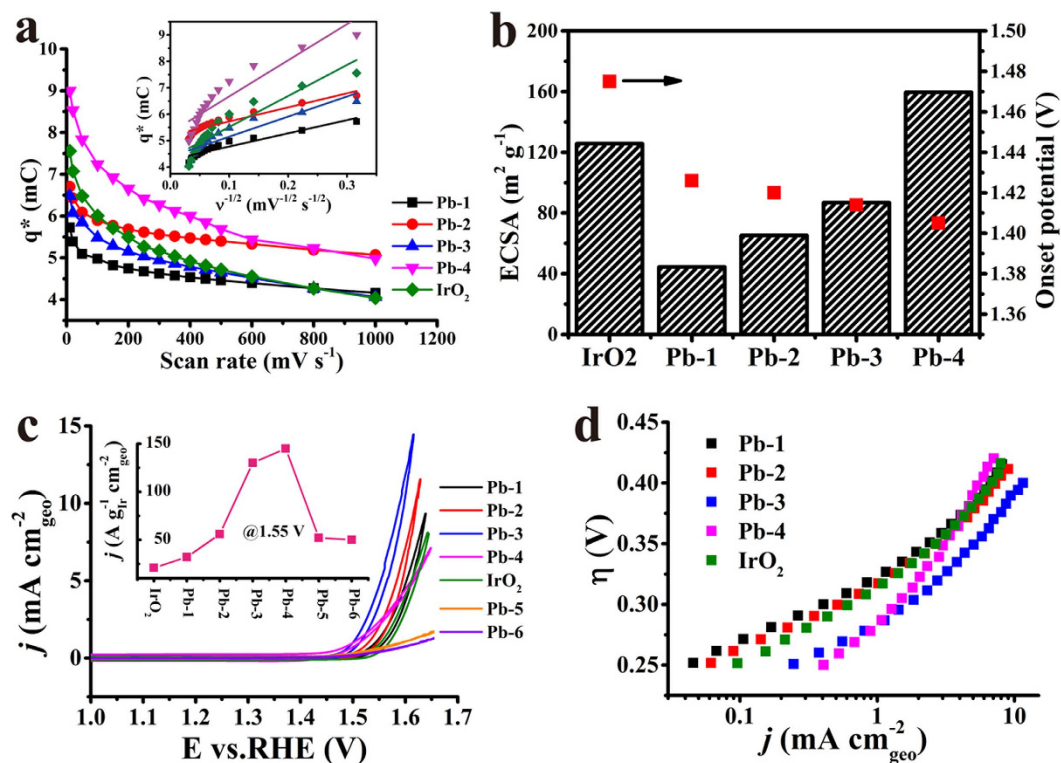 a
q* (mC)
10
9
8
7
6
5
4
3
0 200 400 600 800 1000 1200
Scan rate (mV s⁻¹)
q* (mC)
9
8
7
6
5
4
0.0 0.1 0.2 0.3
ν⁻¹/² (mV⁻¹/² s⁻¹/²)
Pb-1
Pb-2
Pb-3
Pb-4
IrO₂
b
ECSA (m² g⁻¹)
200
160
120
80
40
0
IrO2 Pb-1 Pb-2 Pb-3 Pb-4
1.50
1.48
1.46
1.44
1.42
1.40
1.38
1.36
Onset potential (V)
c
j (mA cm⁻²geo)
15
10
5
0
1.0 1.1 1.2 1.3 1.4 1.5 1.6 1.7
E vs.RHE (V)
j (A g⁻¹Ir cm⁻²geo)
150
100
50
@1.55 V
IrO₂ Pb-1 Pb-2 Pb-3 Pb-4 Pb-5 Pb-6
Pb-1
Pb-2
Pb-3
Pb-4
IrO₂
Pb-5
Pb-6
d
η (V)
0.40
0.35
0.30
0.25
0.1 1 10
j (mA cm⁻²geo)
Pb-1
Pb-2
Pb-3
Pb-4
IrO₂